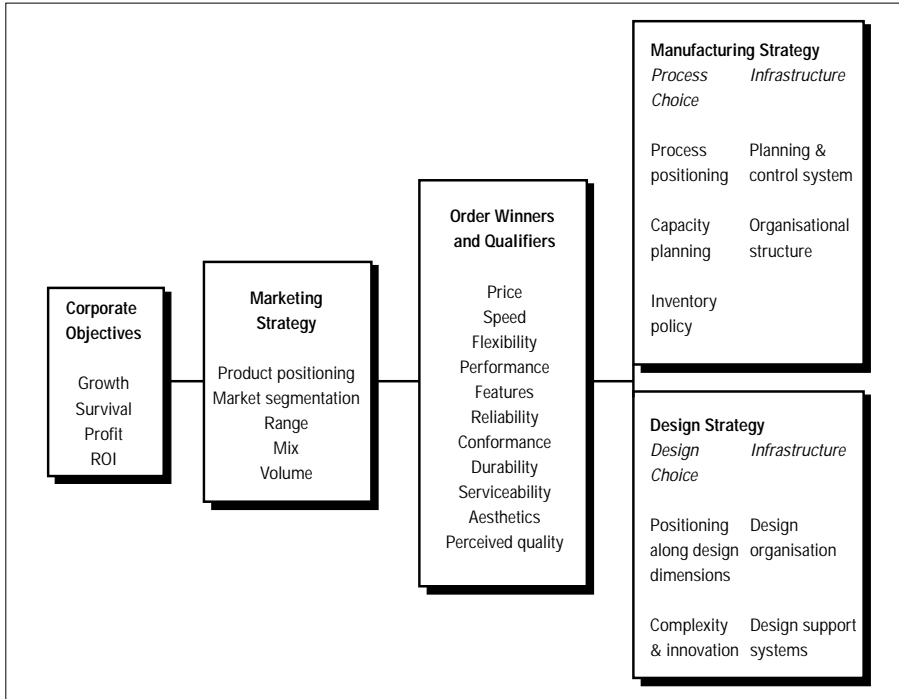 Corporate
Objectives
Growth
Survival
Profit
ROI
Marketing
Strategy
Product positioning
Market segmentation
Range
Mix
Volume
Order Winners
and Qualifiers
Price
Speed
Flexibility
Performance
Features
Reliability
Conformance
Durability
Serviceability
Aesthetics
Perceived quality
Manufacturing Strategy
Process Infrastructure
Choice
Process Planning &
positioning control system
Capacity Organisational
planning structure
Inventory
policy
Design Strategy
Design Infrastructure
Choice
Positioning Design
along design organisation
dimensions
Complexity Design support
& innovation systems